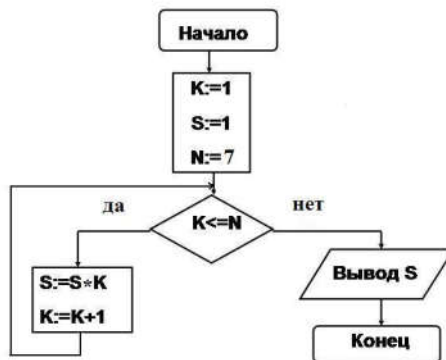 Начало
K:=1
S:=1
N:=7
да
K<=N
нет
S:=S*K
K:=K+1
Вывод S
Конец